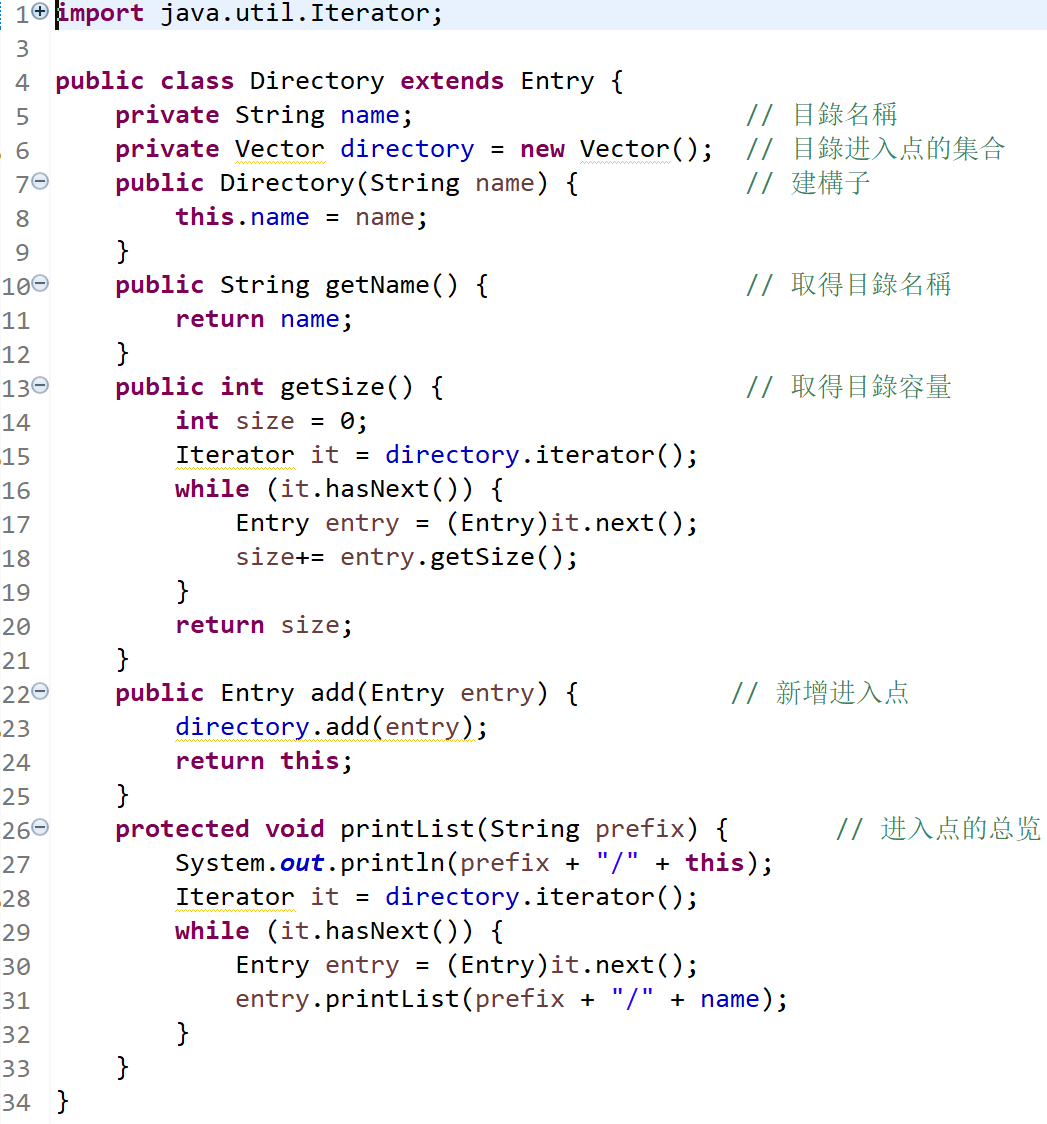 1 import java.util.Iterator;
3
4 public class Directory extends Entry {
5     private String name;                      // 目錄名稱
6     private Vector directory = new Vector();  // 目錄进入点的集合
7     public Directory(String name) {           // 建構子
8         this.name = name;
9     }
10     public String getName() {                 // 取得目錄名稱
11         return name;
12     }
13     public int getSize() {                    // 取得目錄容量
14         int size = 0;
15         Iterator it = directory.iterator();
16         while (it.hasNext()) {
17             Entry entry = (Entry)it.next();
18             size+= entry.getSize();
19         }
20         return size;
21     }
22     public Entry add(Entry entry) {          // 新增进入点
23         directory.add(entry);
24         return this;
25     }
26     protected void printList(String prefix) {       // 进入点的总览
27         System.out.println(prefix + "/" + this);
28         Iterator it = directory.iterator();
29         while (it.hasNext()) {
30             Entry entry = (Entry)it.next();
31             entry.printList(prefix + "/" + name);
32         }
33     }
34 }